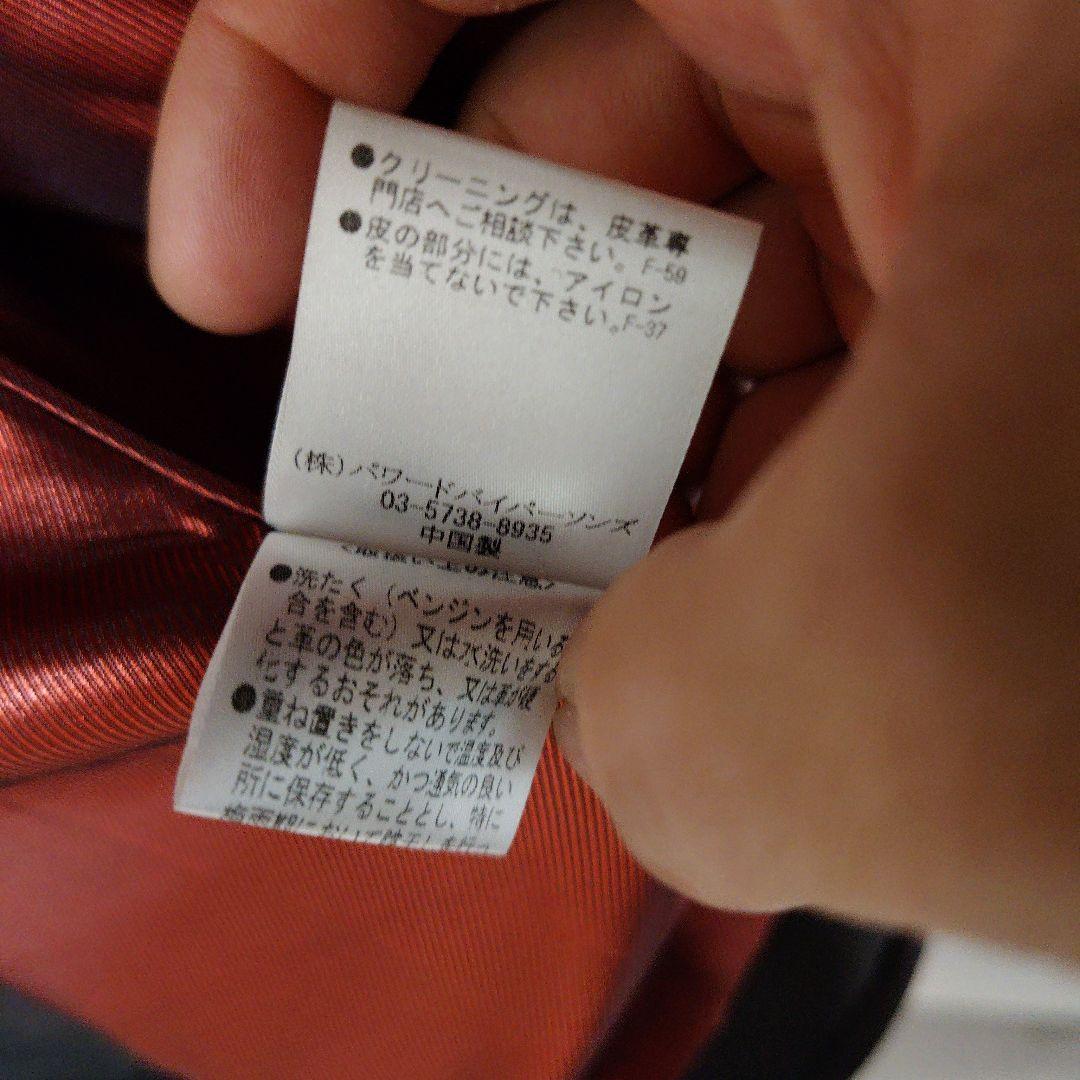 ●クリーニングは、皮革専
門店へご相談下さい。F-59
●皮の部分には、アイロン
を当てないで下さい。F-37
(株)パワードバイパーソンズ
03-5738-8935
中国製
●洗たく(ベンジンを用いる
合を含む)又は水洗いをする
と革の色が落ち、又は革が硬
にするおそれがあります。
●重ね置きをしないで温度及び
湿度が低く、かつ通気の良い
所に保存することとし、特に